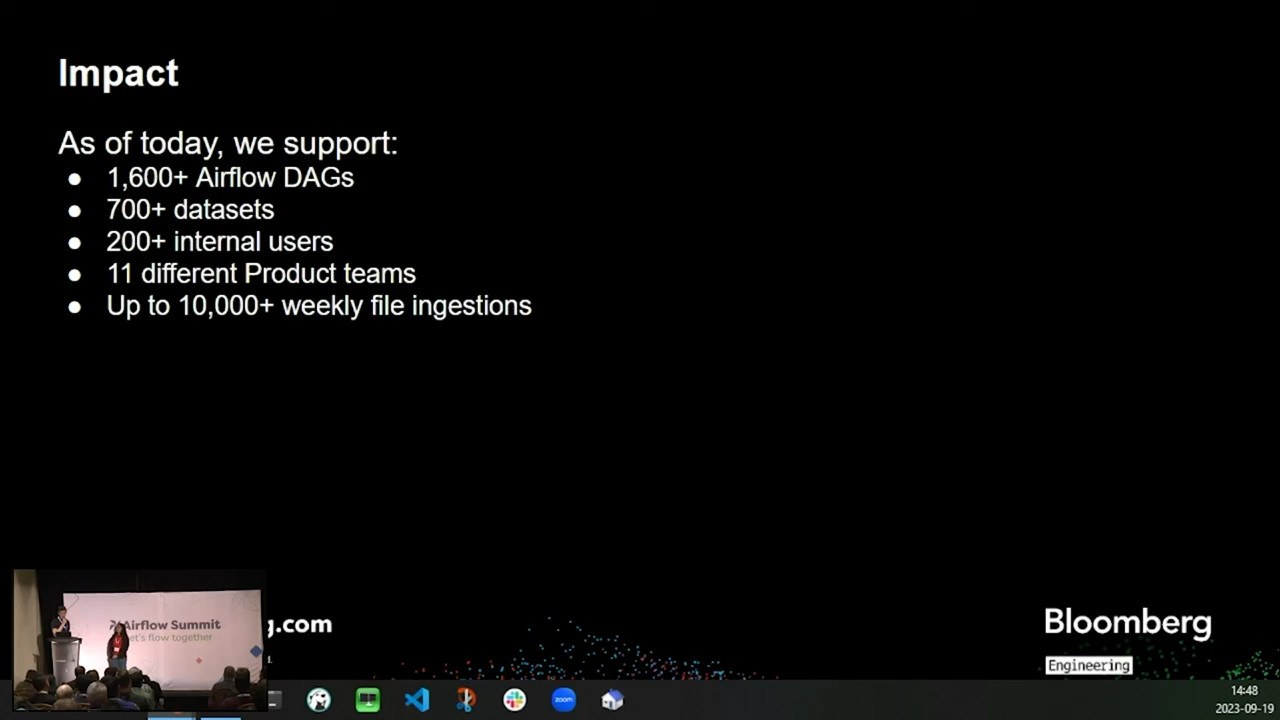 Impact
As of today, we support:
● 1,600+ Airflow DAGs
● 700+ datasets
● 200+ internal users
● 11 different Product teams
● Up to 10,000+ weekly file ingestions
Airflow Summit
let's flow together
g.com
Bloomberg
Engineering
zoom
14:48
2023-09-19